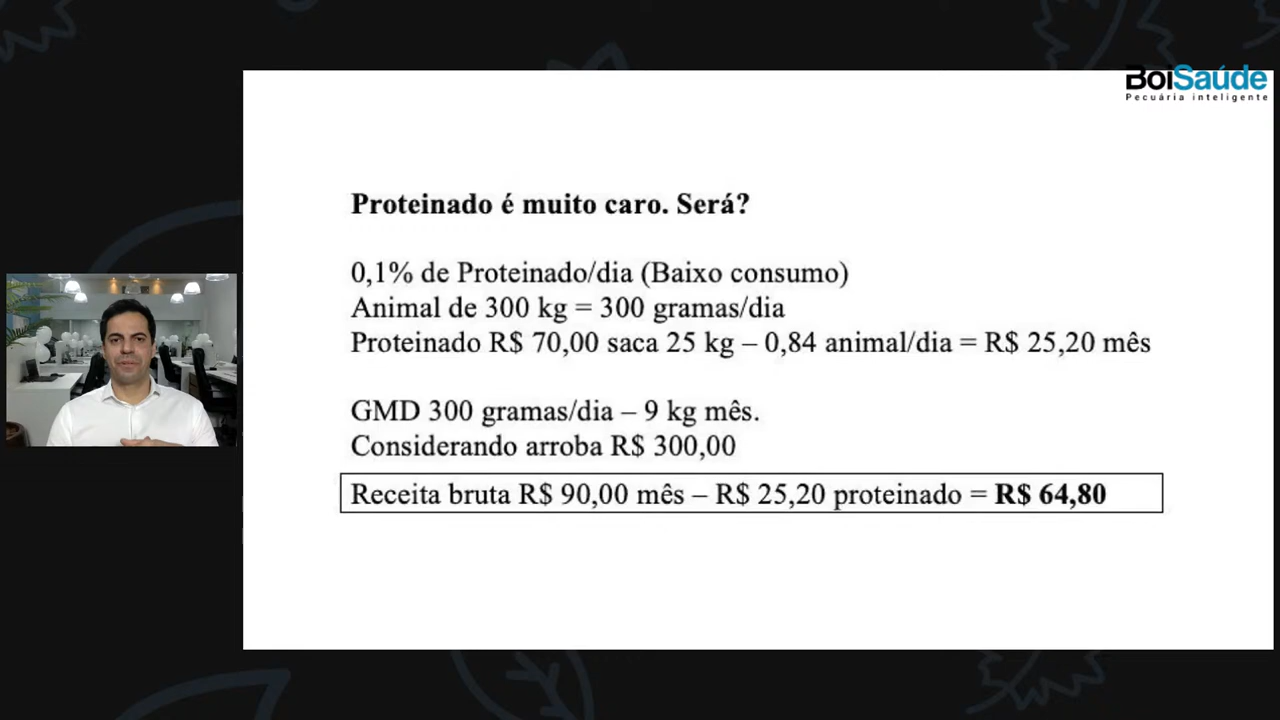 BoiSaúde
Pecuária inteligente
Proteinado é muito caro. Será?
0,1% de Proteinado/dia (Baixo consumo)
Animal de 300 kg = 300 gramas/dia
Proteinado R$ 70,00 saca 25 kg – 0,84 animal/dia = R$ 25,20 mês
GMD 300 gramas/dia – 9 kg mês.
Considerando arroba R$ 300,00
Receita bruta R$ 90,00 mês – R$ 25,20 proteinado = R$ 64,80